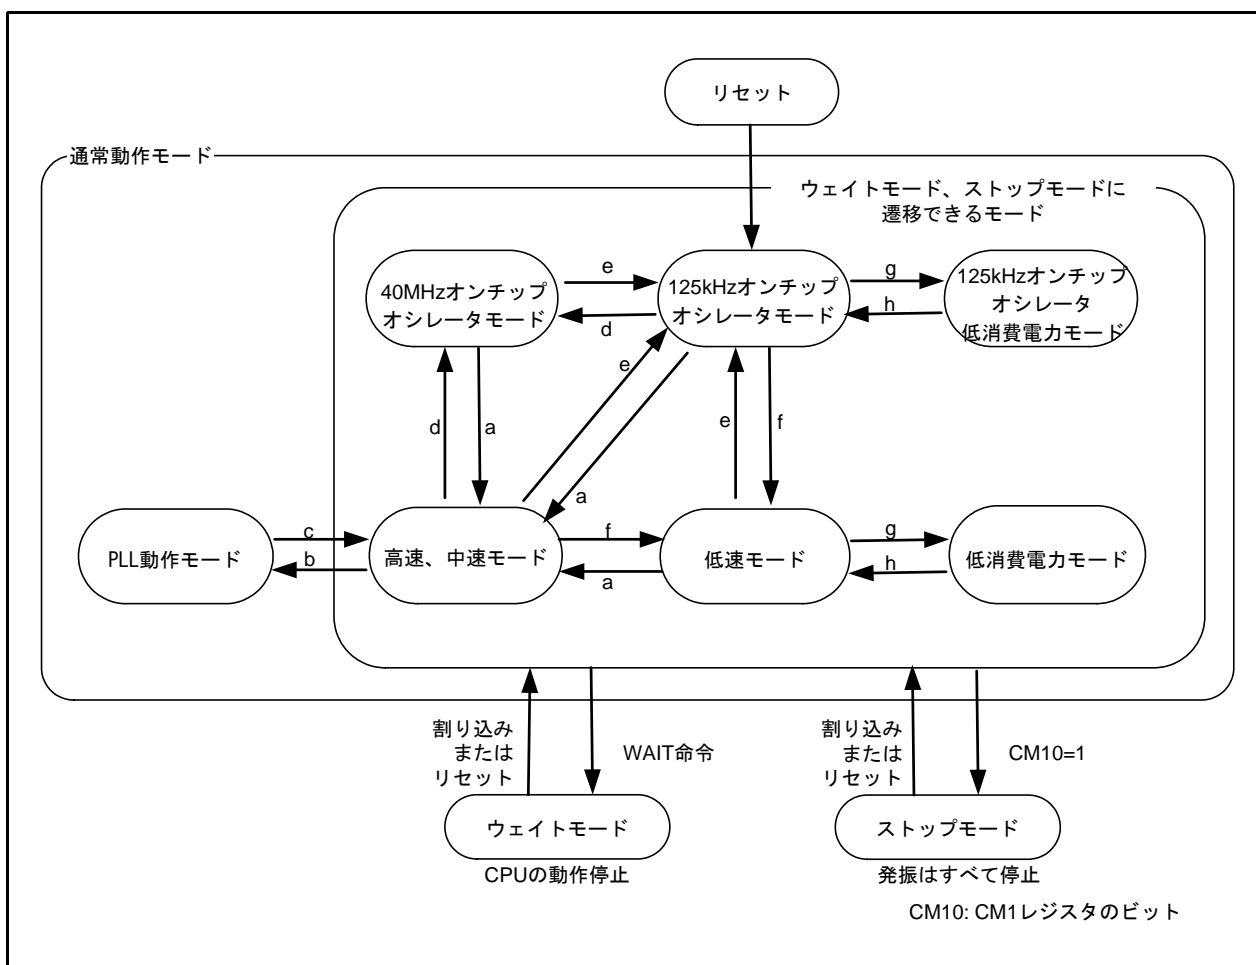 リセット
通常動作モード
ウェイトモード、ストップモードに
遷移できるモード
40MHzオンチップ
オシレータモード
e
d
125kHzオンチップ
オシレータモード
g
h
125kHzオンチップ
オシレータ
低消費電力モード
d
a
e
a
e
f
PLL動作モード
c
b
高速、中速モード
f
a
低速モード
g
h
低消費電力モード
割り込み
または
リセット
WAIT命令
割り込み
または
リセット
CM10=1
ウェイトモード
CPUの動作停止
ストップモード
発振はすべて停止
CM10: CM1レジスタのビット